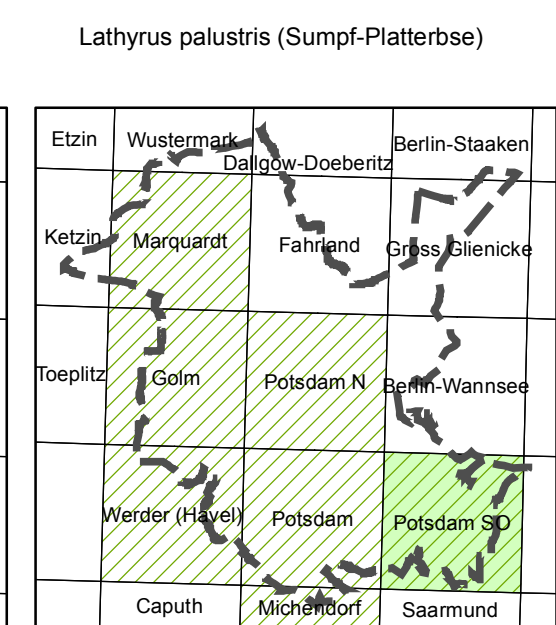 Lathyrus palustris (Sumpf-Platterbse)
Etzin
Wustermark
Dallgow-Doeberitz
Berlin-Staaken
Ketzin
Marquardt
Fahrland
Gross Glienicke
Toeplitz
Golm
Potsdam N
Berlin-Wannsee
Werder (Havel)
Potsdam
Potsdam SO
Caputh
Michendorf
Saarmund